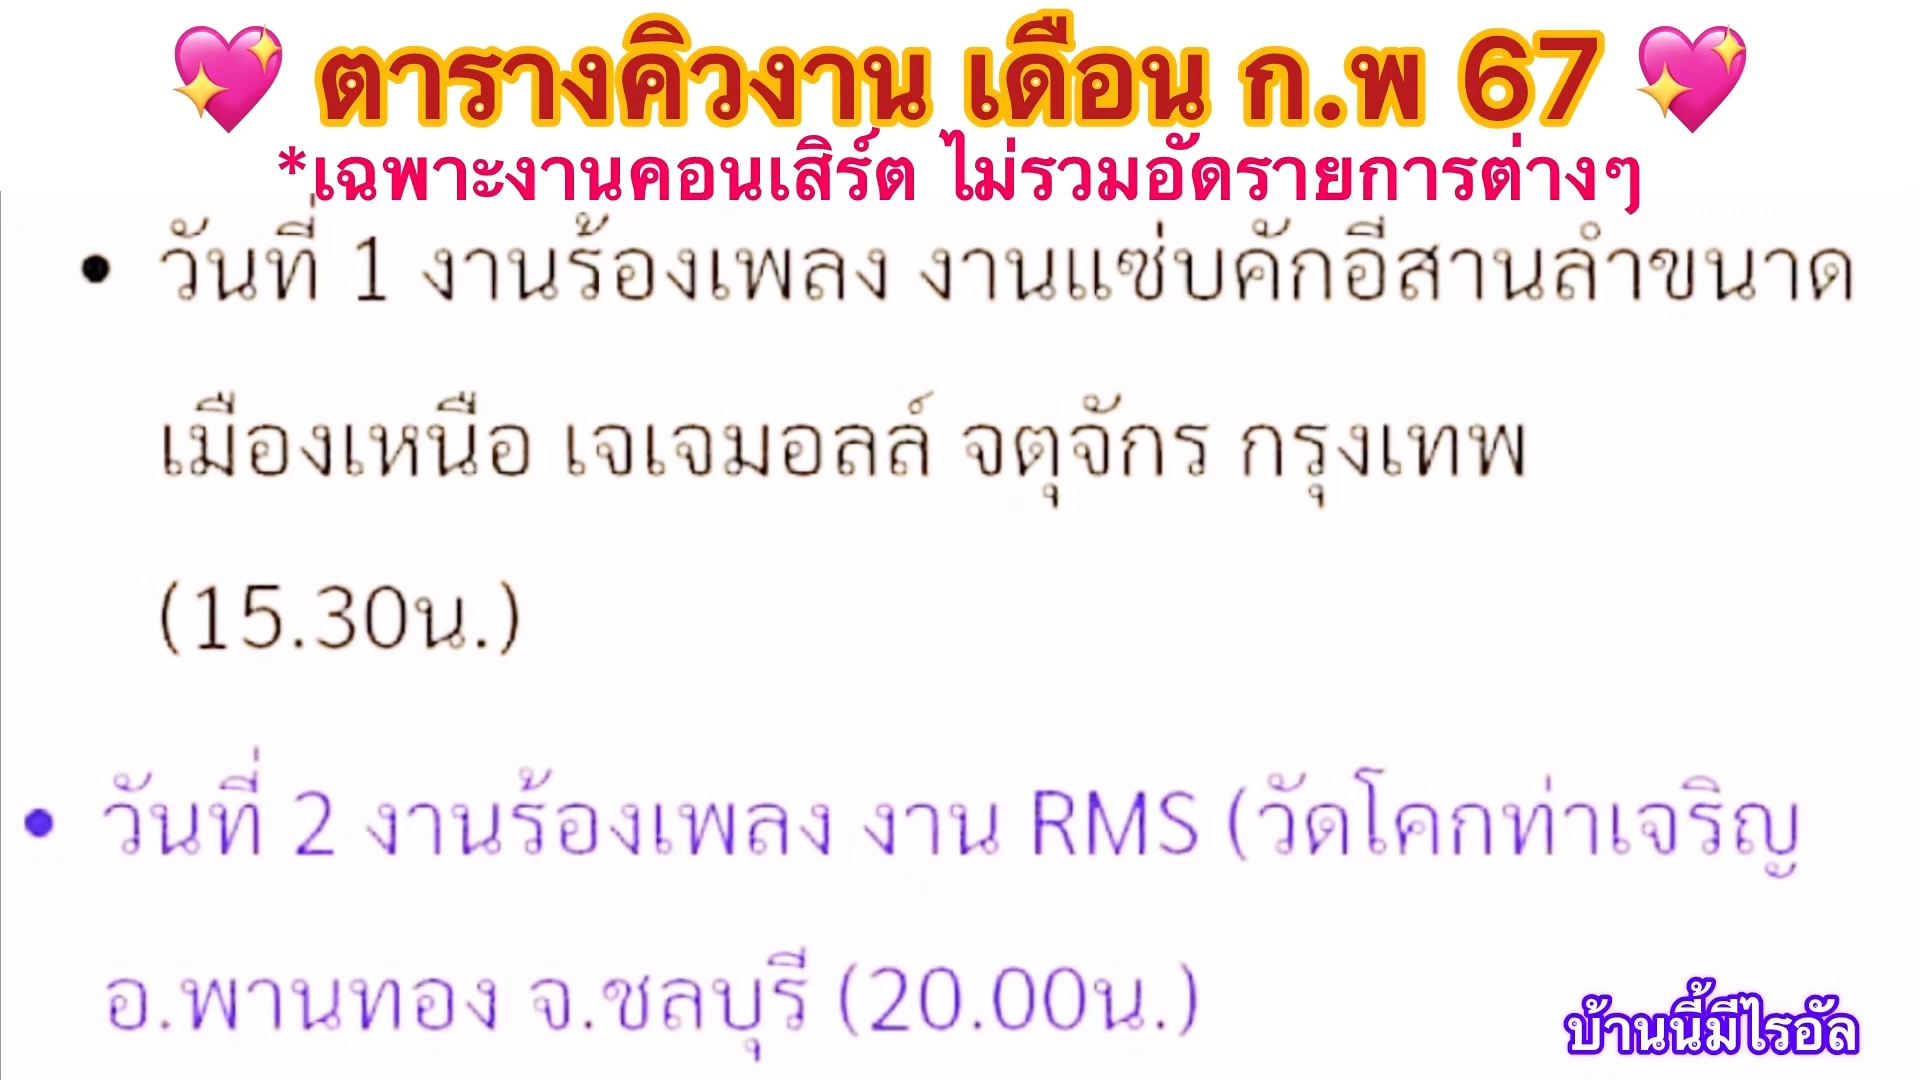 ตารางคิวงาน เดือน ก.พ 67
*เฉพาะงานคอนเสิร์ต ไม่รวมอัดรายการต่างๆ
• วันที่ 1 งานร้องเพลง งานแซ่บคักอีสานลำขนาด
เมืองเหนือ เจเจมอลล์ จตุจักร กรุงเทพ
(15.30น.)
• วันที่ 2 งานร้องเพลง งาน RMS (วัดโคกท่าเจริญ
อ.พานทอง จ.ชลบุรี (20.00น.)
บ้านนี้มีไรอัล